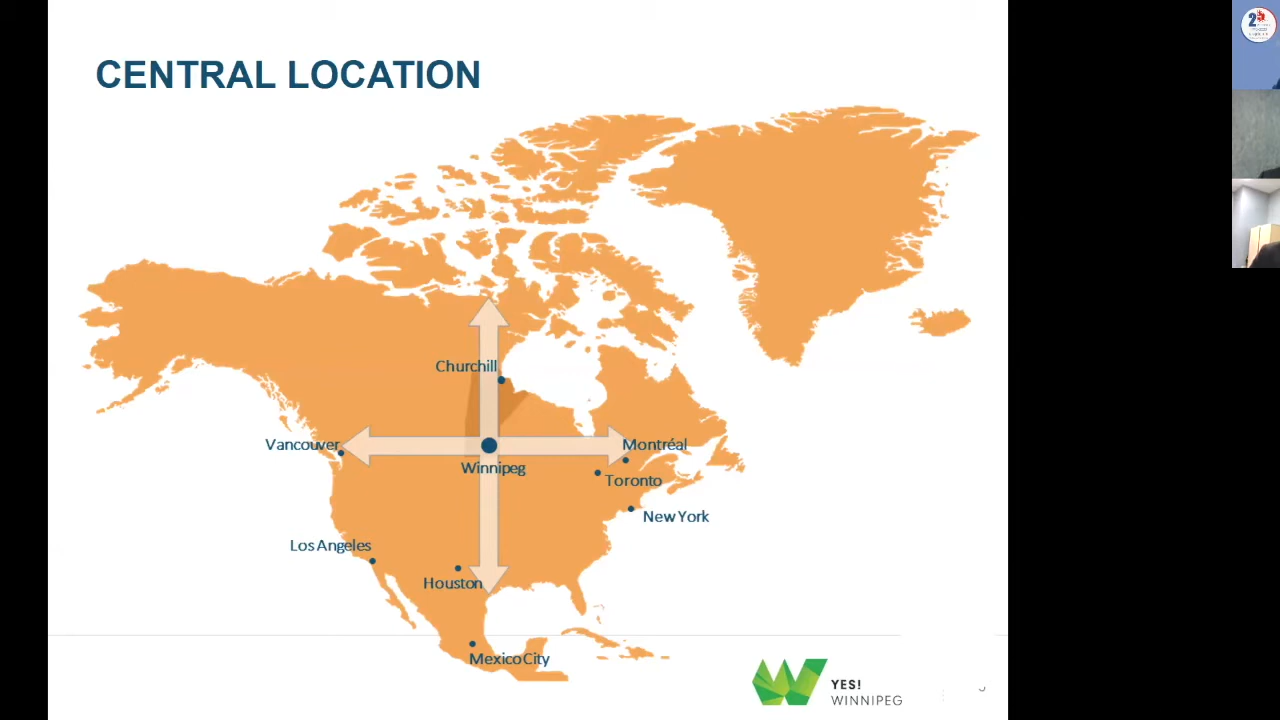 CENTRAL LOCATION
Churchill
Vancouver
Montréal
Winnipeg
Toronto
New York
Los Angeles
Houston
Mexico City
YES!
WINNIPEG